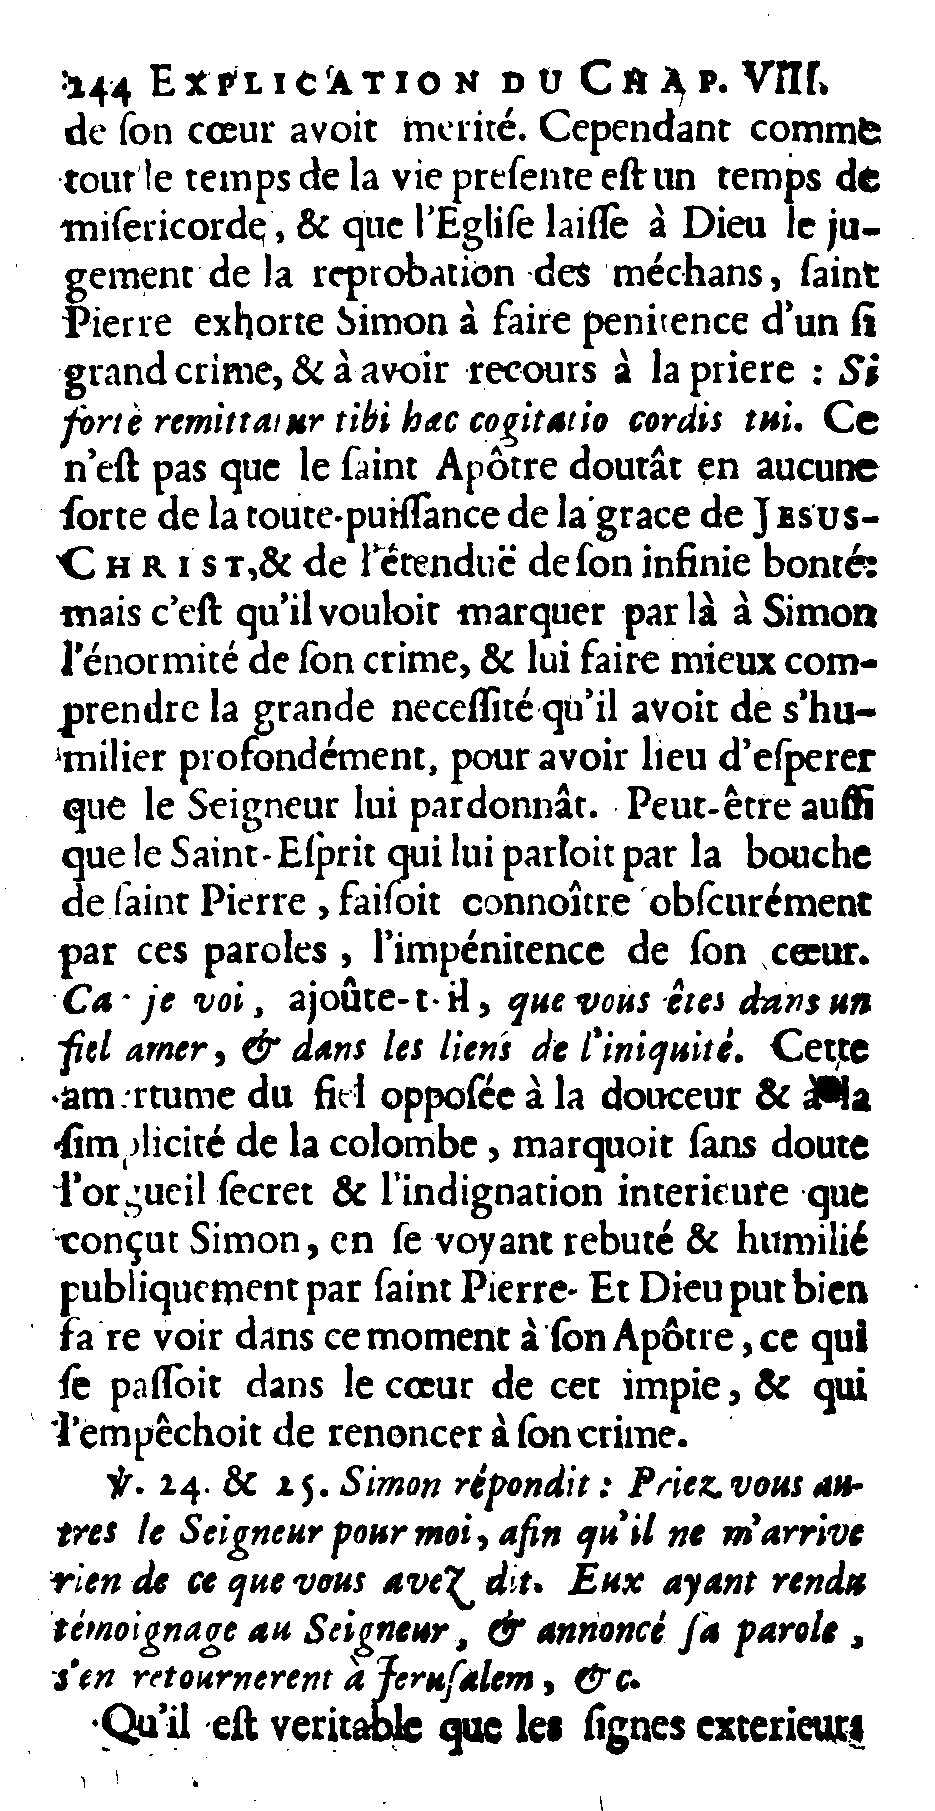 244 EXPLICATION DU CHAP. VIII.
de ſon cœur avoit merité. Cependant comme
tout le temps de la vie preſente eſt un temps de
miſericorde, & que l'Egliſe laiſſe à Dieu le ju-
gement de la reprobation des méchans, ſaint
Pierre exhorte Simon à faire penitence d'un ſi
grand crime, & à avoir recours à la priere : Si
fortè remittatur tibi hæc cogitatio cordis tui. Ce
n'eſt pas que le ſaint Apôtre doutât en aucune
ſorte de la toute-puiſſance de la grace de JESUS-
CHRIST, & de l'étenduë de ſon infinie bonté:
mais c'eſt qu'il vouloit marquer par là à Simon
l'énormité de ſon crime, & lui faire mieux com-
prendre la grande neceſſité qu'il avoit de s'hu-
milier profondément, pour avoir lieu d'eſperer
que le Seigneur lui pardonnât. Peut-être auſſi
que le Saint-Eſprit qui lui parloit par la bouche
de ſaint Pierre, faiſoit connoître obſcurément
par ces paroles, l'impénitence de ſon cœur.
Car je voi, ajoûte-t-il, que vous êtes dans un
fiel amer, & dans les liens de l'iniquité. Cette
amertume du fiel oppoſée à la douceur & à la
ſimplicité de la colombe, marquoit ſans doute
l'orgueil ſecret & l'indignation interieure que
conçut Simon, en ſe voyant rebuté & humilié
publiquement par ſaint Pierre. Et Dieu put bien
faire voir dans ce moment à ſon Apôtre, ce qui
ſe paſſoit dans le cœur de cet impie, & qui
l'empêchoit de renoncer à ſon crime.
℣. 24. & 25. Simon répondit : Priez vous au-
tres le Seigneur pour moi, afin qu'il ne m'arrive
rien de ce que vous avez dit. Eux ayant rendu
témoignage au Seigneur, & annoncé ſa parole,
s'en retournerent à Jeruſalem, &c.
Qu'il eſt veritable que les ſignes exterieurs